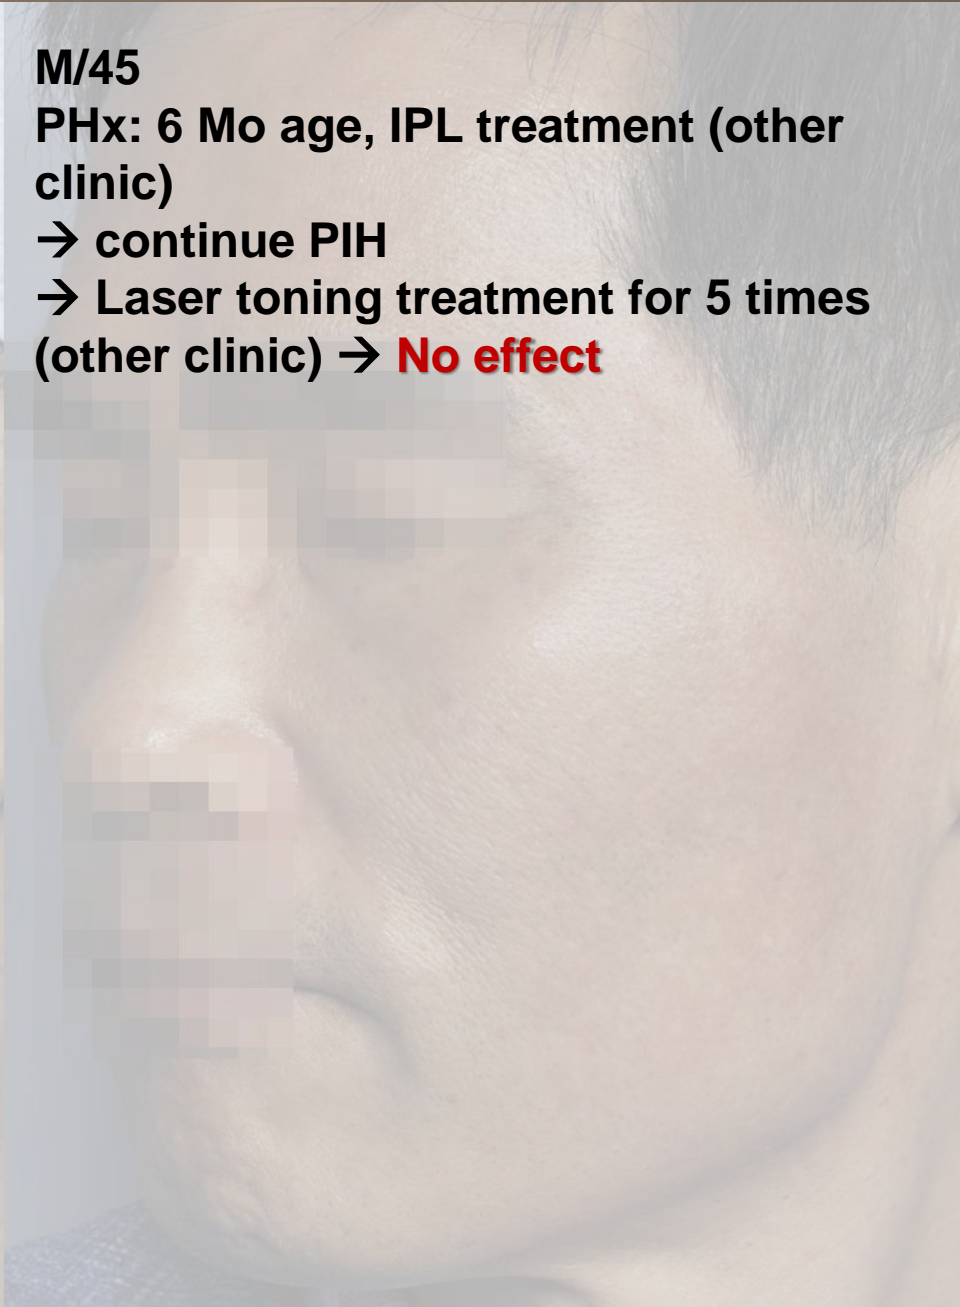 M/45
PHx: 6 Mo age, IPL treatment (other
clinic)
→ continue PIH
→ Laser toning treatment for 5 times
(other clinic) → No effect